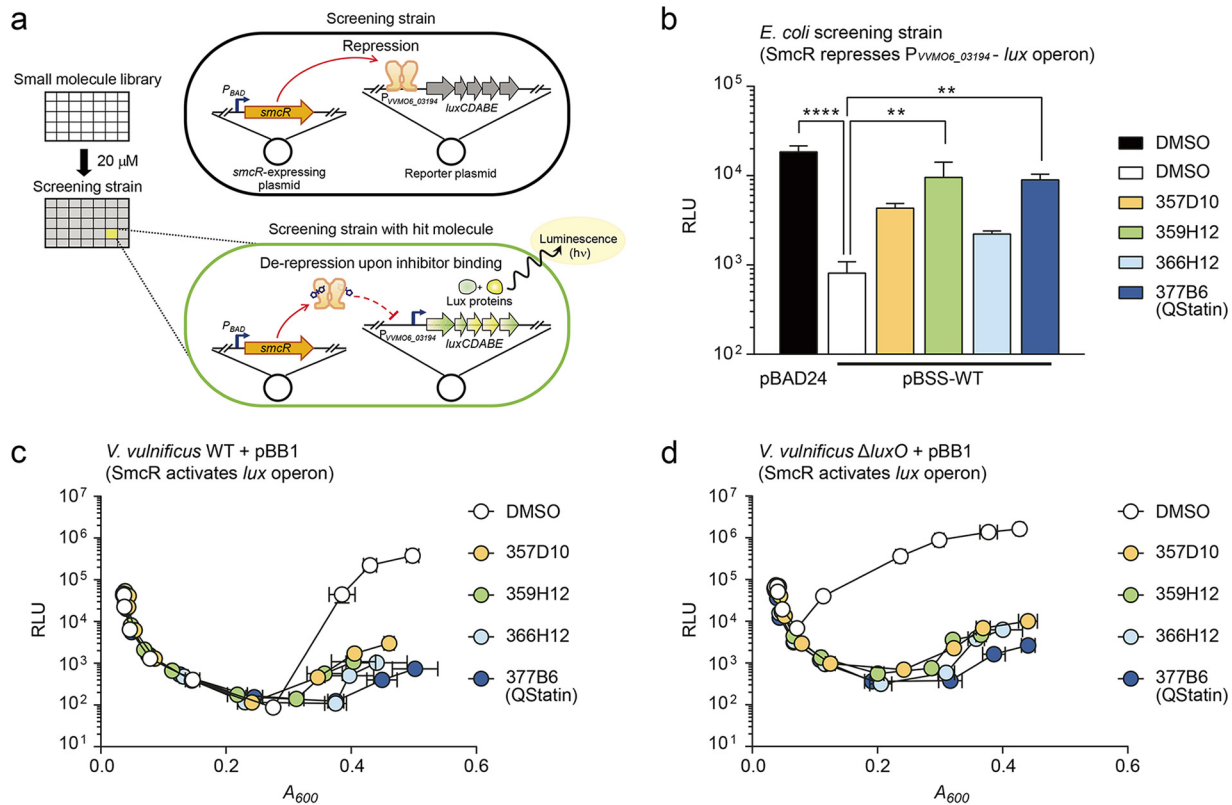 a
Screening strain
Repression
Small molecule library
P_BAD
smcR
P_VVMO6_03194
luxCDABE
20 μM
Screening strain
smcR-expressing
plasmid
Reporter plasmid
Screening strain with hit molecule
Luminescence
(hν)
De-repression upon inhibitor binding
+
Lux proteins
P_BAD
smcR
P_VVMO6_03194
luxCDABE
b
E. coli screening strain
(SmcR represses P_VVMO6_03194 - lux operon)
RLU
10^5
10^4
10^3
10^2
****
**
**
pBAD24
pBSS-WT
DMSO
DMSO
357D10
359H12
366H12
377B6
(QStatin)
c
V. vulnificus WT + pBB1
(SmcR activates lux operon)
RLU
10^7
10^6
10^5
10^4
10^3
10^2
10^1
0.0 0.2 0.4 0.6
A_600
DMSO
357D10
359H12
366H12
377B6
(QStatin)
d
V. vulnificus ΔluxO + pBB1
(SmcR activates lux operon)
RLU
10^7
10^6
10^5
10^4
10^3
10^2
10^1
0.0 0.2 0.4 0.6
A_600
DMSO
357D10
359H12
366H12
377B6
(QStatin)